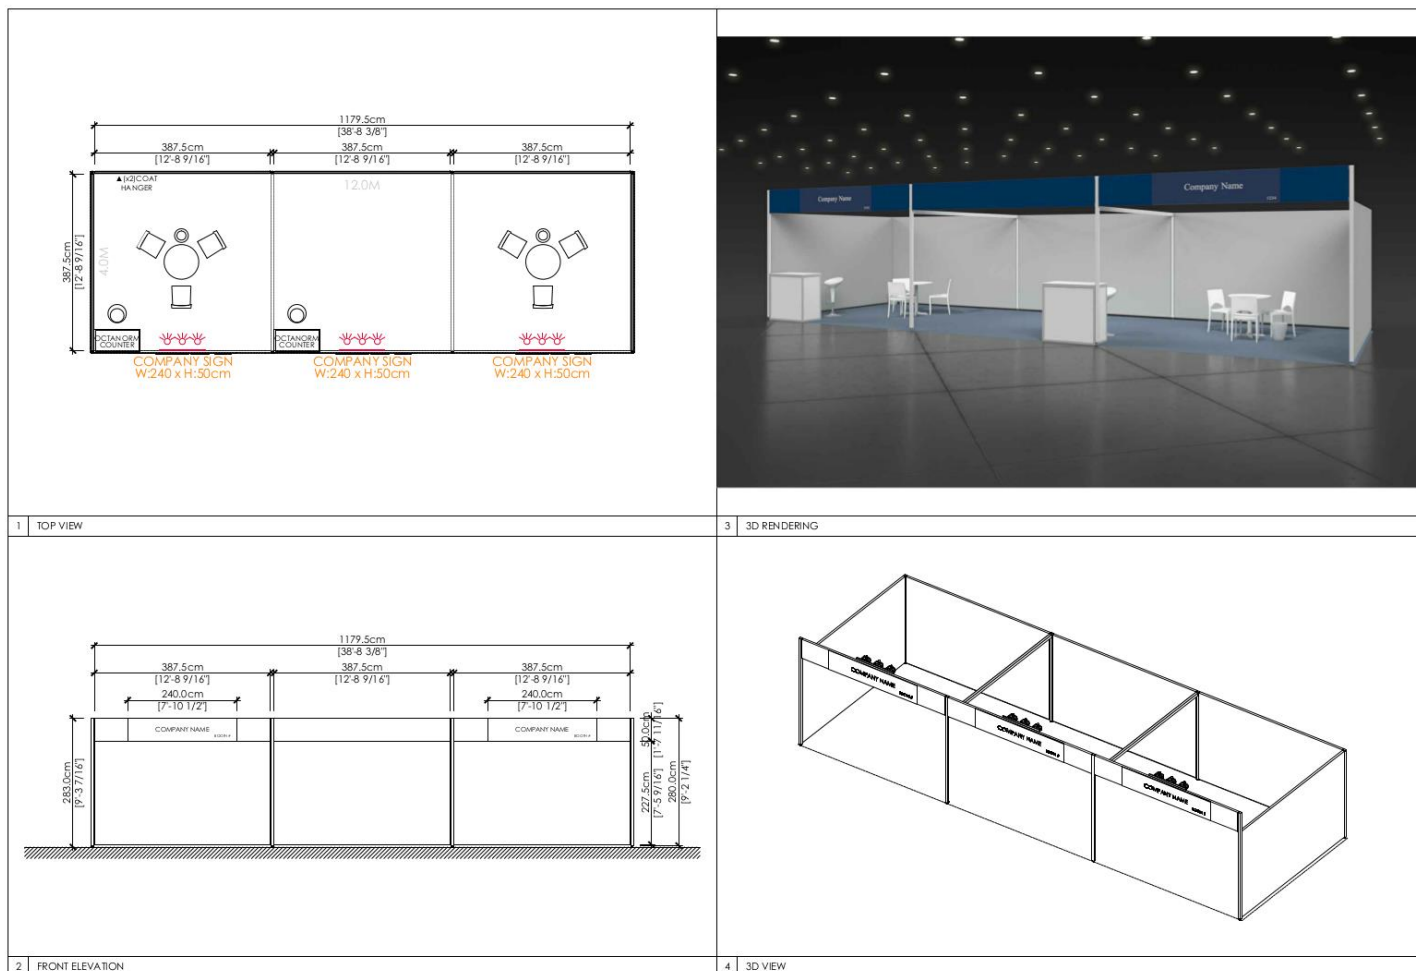 1179.5cm
[38'-8 3/8"]
387.5cm
[12'-8 9/16"]
387.5cm
[12'-8 9/16"]
387.5cm
[12'-8 9/16"]
▲(x2)COAT
HANGER
12.0M
4.0M
387.5cm
[12'-8 9/16"]
OCTANORM
COUNTER
OCTANORM
COUNTER
COMPANY SIGN
W:240 x H:50cm
COMPANY SIGN
W:240 x H:50cm
COMPANY SIGN
W:240 x H:50cm
1 TOP VIEW
Company Name
Company Name
3 3D RENDERING
1179.5cm
[38'-8 3/8"]
387.5cm
[12'-8 9/16"]
387.5cm
[12'-8 9/16"]
387.5cm
[12'-8 9/16"]
240.0cm
[7'-10 1/2"]
240.0cm
[7'-10 1/2"]
COMPANY NAME
BOOTH #
COMPANY NAME
BOOTH #
283.0cm
[9'-3 7/16"]
50.0cm
[1'-7 11/16"]
227.5cm
[7'-5 9/16"]
280.0cm
[9'-2 1/4"]
2 FRONT ELEVATION
COMPANY NAME
COMPANY NAME
COMPANY NAME
4 3D VIEW